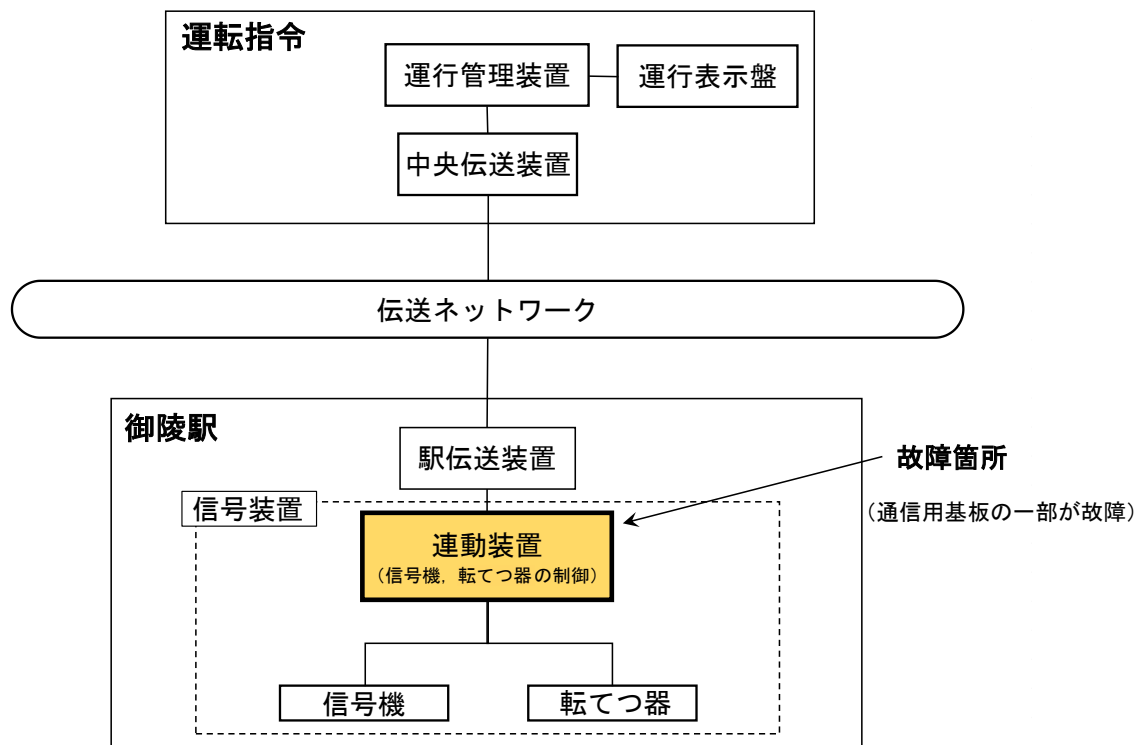 運転指令
運行管理装置
運行表示盤
中央伝送装置
伝送ネットワーク
御陵駅
駅伝送装置
故障箇所
（通信用基板の一部が故障）
信号装置
連動装置
（信号機，転てつ器の制御）
信号機
転てつ器